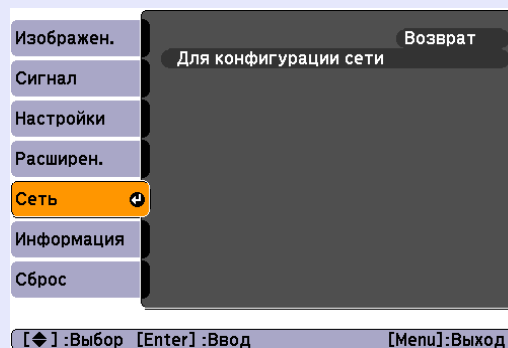 Изображен.
Сигнал
Настройки
Расширен.
Сеть
Информация
Сброс
Возврат
Для конфигурации сети
[◆] :Выбор [Enter] :Ввод [Menu]:Выход